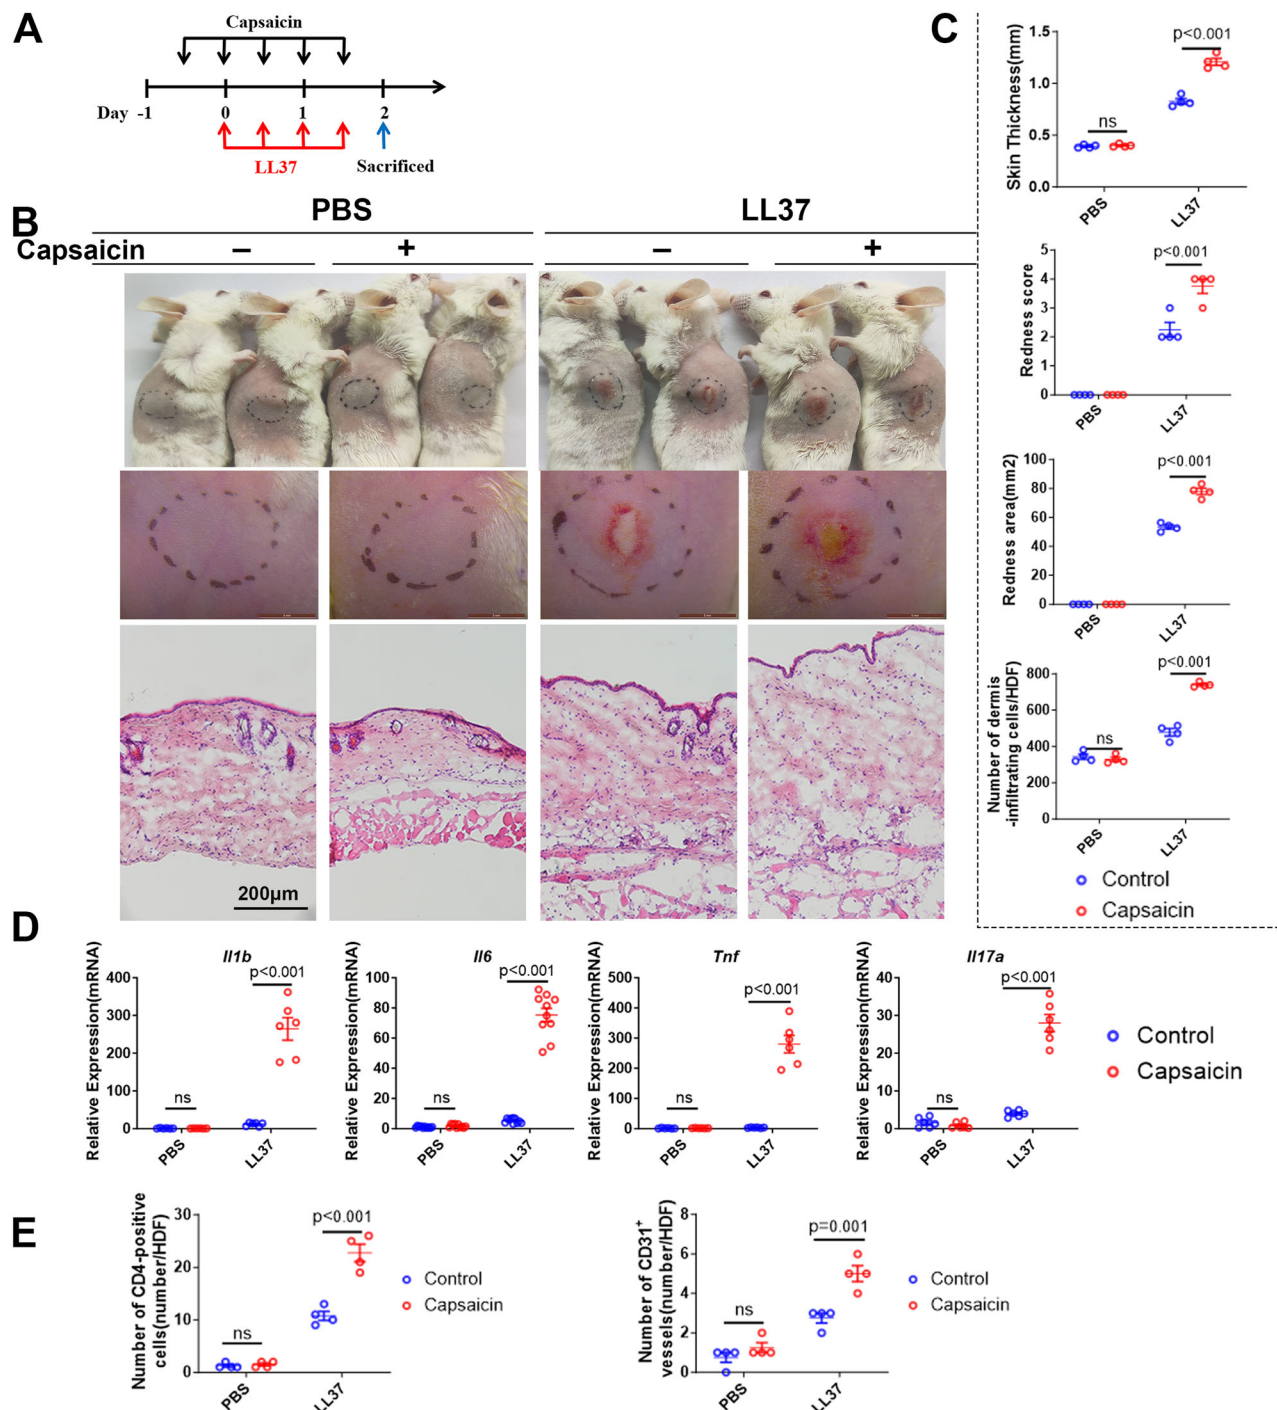 A
Capsaicin
Day -1 0 1 2
LL37
Sacrificed
B
PBS LL37
Capsaicin − + − +
200μm
C
Skin Thickness(mm)
1.5
1.0
0.5
0.0
ns
p<0.001
PBS LL37
Redness score
5
4
3
2
1
0
p<0.001
PBS LL37
Redness area(mm2)
100
80
60
40
20
0
p<0.001
PBS LL37
Number of dermis
-infiltrating cells/HDF)
800
600
400
200
0
ns
p<0.001
PBS LL37
Control
Capsaicin
D
Il1b
Relative Expression(mRNA)
400
300
200
100
0
ns
p<0.001
PBS LL37
Il6
Relative Expression(mRNA)
100
80
60
40
20
0
ns
p<0.001
PBS LL37
Tnf
Relative Expression(mRNA)
500
400
300
200
100
0
ns
p<0.001
PBS LL37
Il17a
Relative Expression(mRNA)
40
30
20
10
0
ns
p<0.001
PBS LL37
Control
Capsaicin
E
Number of CD4-positive
cells(number/HDF)
30
20
10
0
ns
p<0.001
PBS LL37
Control
Capsaicin
Number of CD31+
vessels(number/HDF)
8
6
4
2
0
ns
p=0.001
PBS LL37
Control
Capsaicin